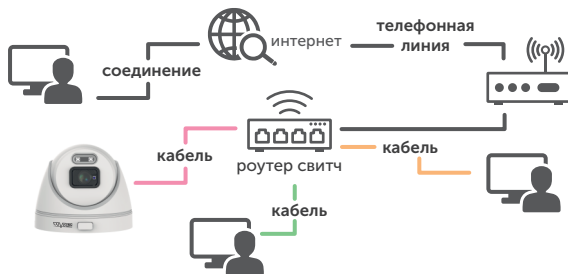 интернет
телефонная
линия
соединение
кабель
роутер свитч
кабель
кабель